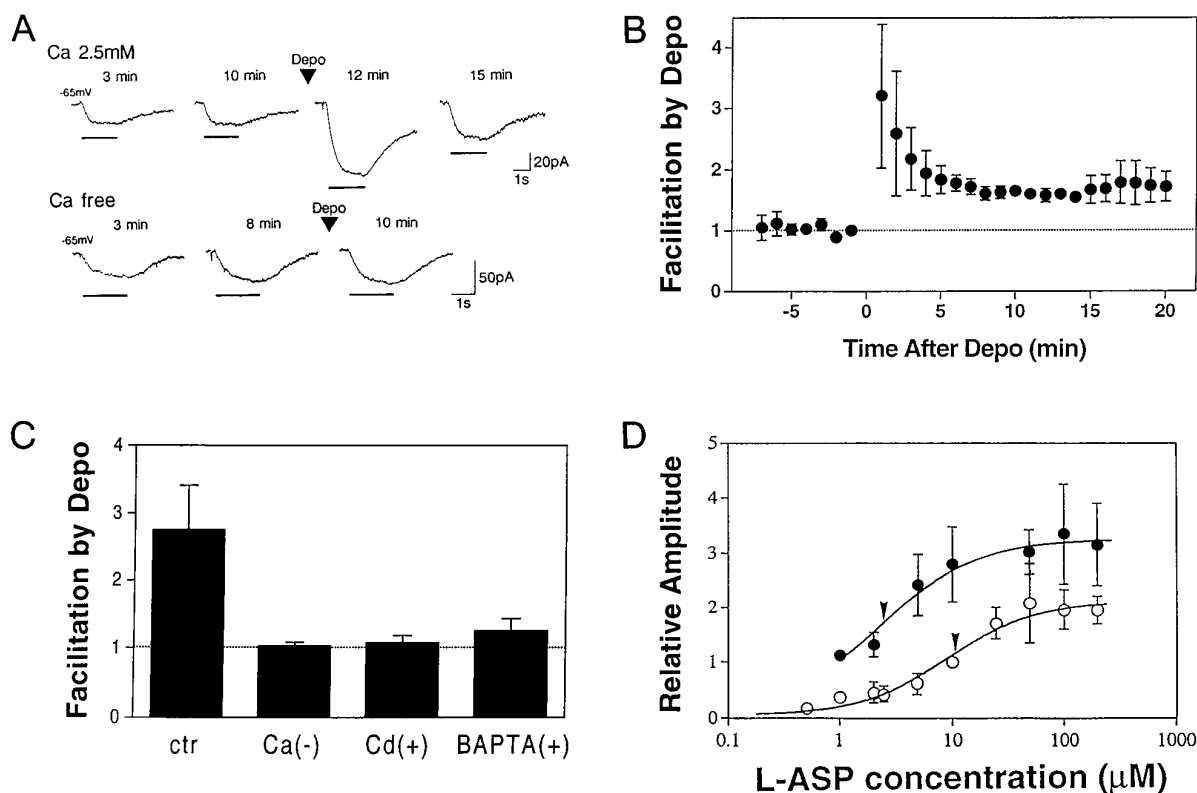 A
Ca 2.5mM
Depo
3 min 10 min 12 min 15 min
-65mV
20pA
1s
Ca free
Depo
3 min 8 min 10 min
-65mV
50pA
1s
B
Facilitation by Depo
4
3
2
1
0
-5 0 5 10 15 20
Time After Depo (min)
C
Facilitation by Depo
4
3
2
1
0
ctr Ca(-) Cd(+) BAPTA(+)
D
Relative Amplitude
5
4
3
2
1
0
0.1 1 10 100 1000
L-ASP concentration (μM)